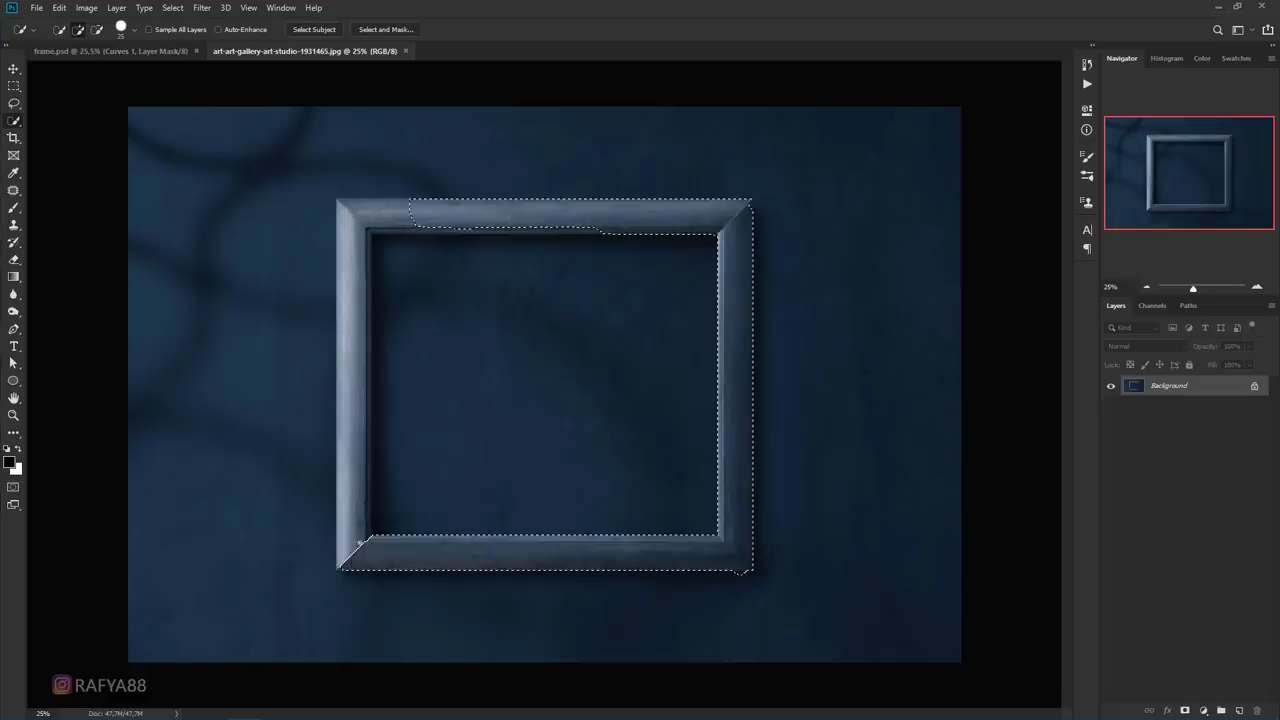 Ps File Edit Image Layer Type Select Filter 3D View Window Help
25 Sample All Layers Auto-Enhance Select Subject Select and Mask...
frame.psd @ 25,5% (Curves 1, Layer Mask/8) × art-art-gallery-art-studio-1931465.jpg @ 25% (RGB/8) ×
Navigator Histogram Color Swatches
25%
Layers Channels Paths
Kind
Normal Opacity: 100%
Lock: Fill: 100%
Background
RAFYA88
25% Doc: 47,7M/47,7M